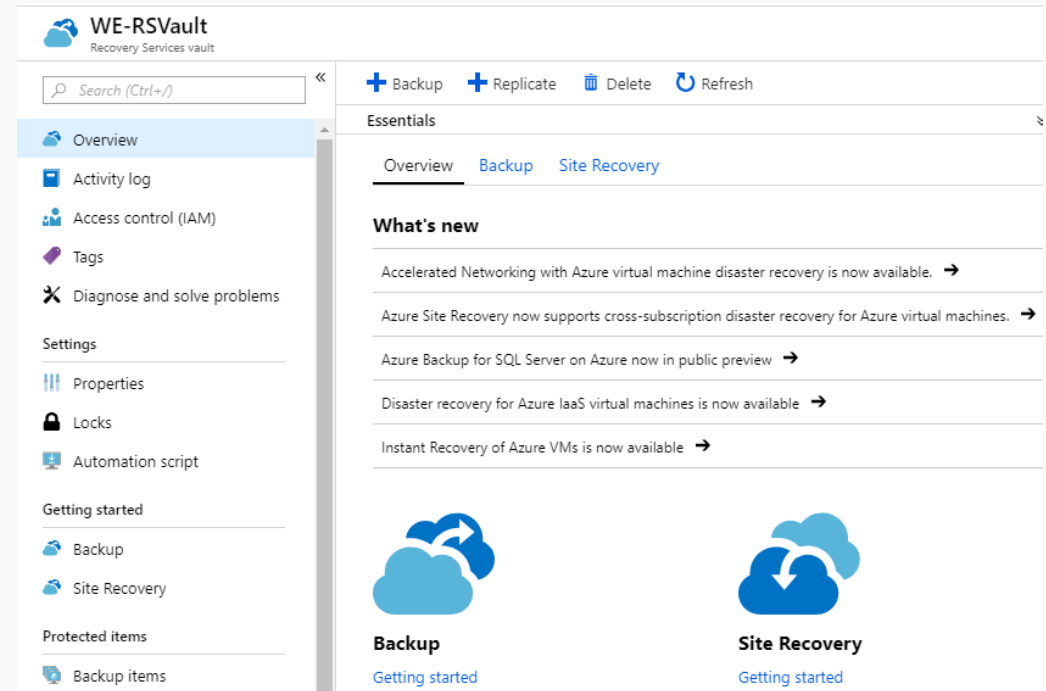 WE-RSVault
Recovery Services vault
Search (Ctrl+/)
Overview
Activity log
Access control (IAM)
Tags
Diagnose and solve problems
Settings
Properties
Locks
Automation script
Getting started
Backup
Site Recovery
Protected items
Backup items
Backup Replicate Delete Refresh
Essentials
Overview Backup Site Recovery
What's new
Accelerated Networking with Azure virtual machine disaster recovery is now available.
Azure Site Recovery now supports cross-subscription disaster recovery for Azure virtual machines.
Azure Backup for SQL Server on Azure now in public preview
Disaster recovery for Azure IaaS virtual machines is now available
Instant Recovery of Azure VMs is now available
Backup
Getting started
Site Recovery
Getting started